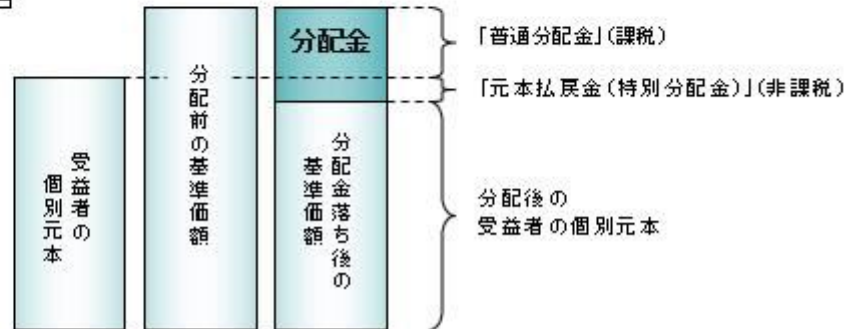 受益者の
個別元本
分配前の基準価額
分配金
分配金落ち後の
基準価額
「普通分配金」(課税)
「元本払戻金(特別分配金)」(非課税)
分配後の
受益者の個別元本